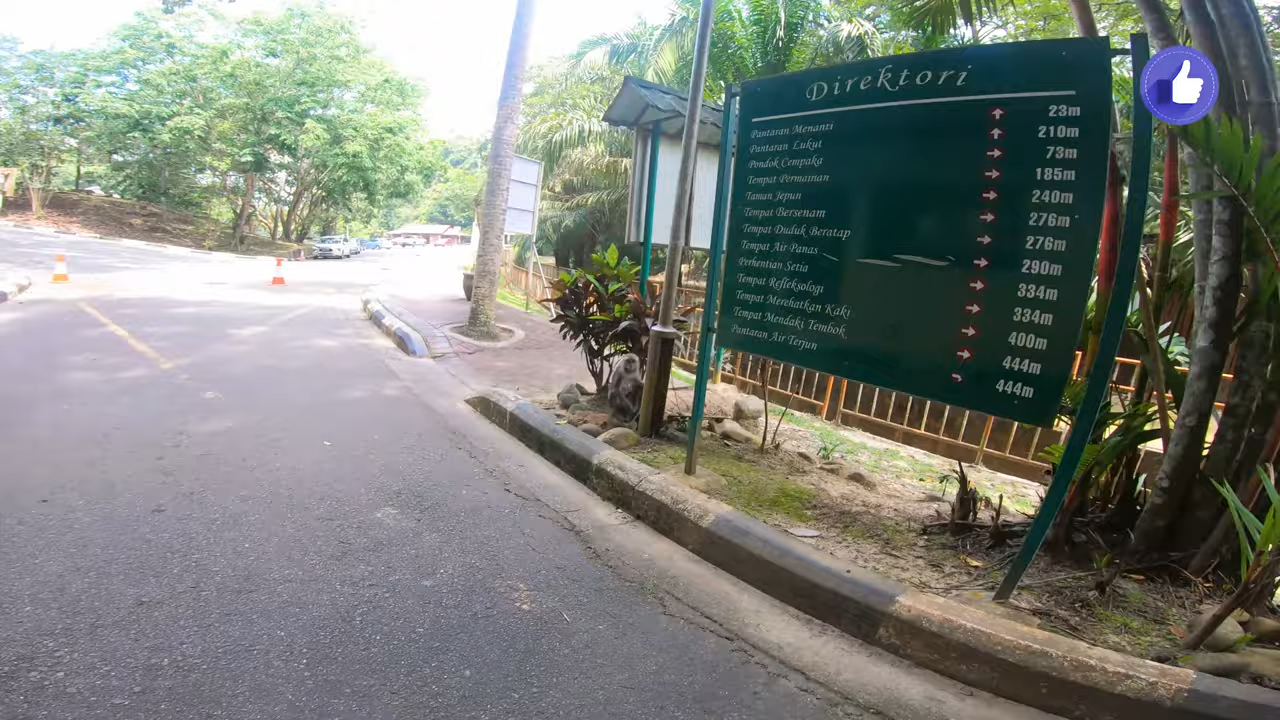 Direktori
Pantaran Menanti 23m
Pantaran Lukut 210m
Pondok Cempaka 73m
Tempat Permainan 185m
Taman Jepun 240m
Tempat Bersenam 276m
Tempat Duduk Beratap 276m
Tempat Air Panas 290m
Perhentian Setia 334m
Tempat Refleksologi 334m
Tempat Merehatkan Kaki 400m
Tempat Mendaki Tembok 444m
Pantaran Air Terjun 444m